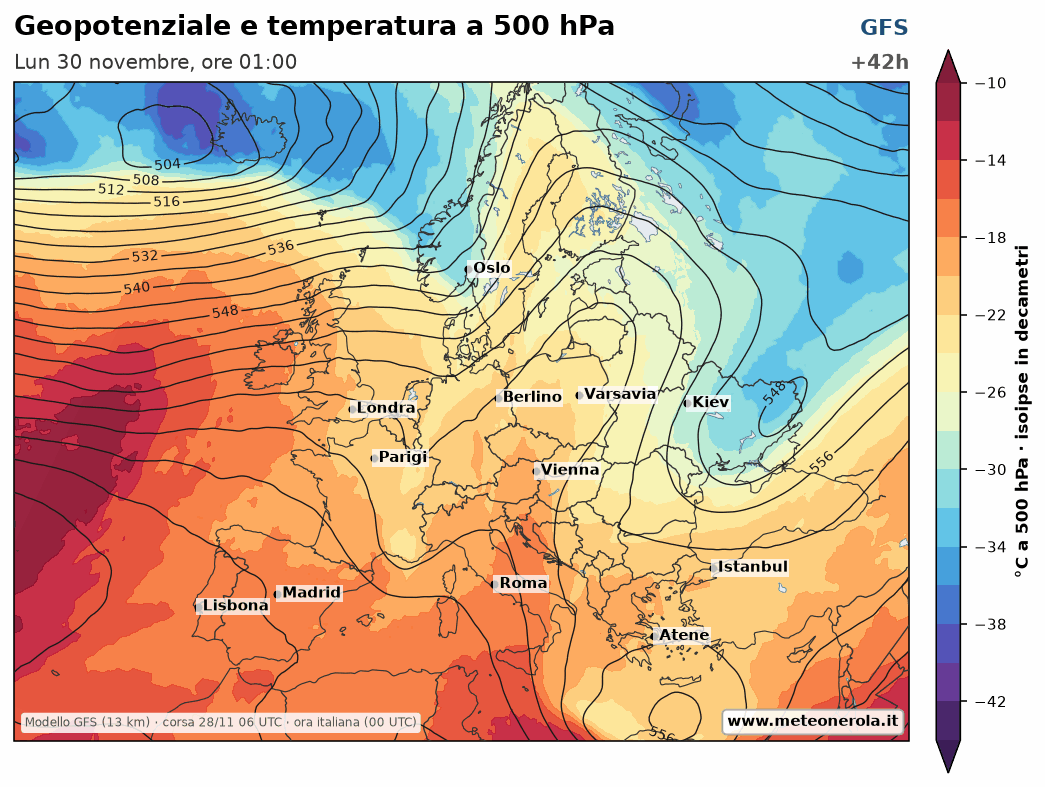 Geopotenziale e temperatura a 500 hPa
GFS
Lun 30 novembre, ore 01:00
+42h
504
508
512
516
532
536
540
548
Oslo
Londra
Berlino
Varsavia
Kiev
548
Parigi
Vienna
556
Istanbul
Roma
Madrid
Lisbona
Atene
556
Modello GFS (13 km) · corsa 28/11 06 UTC · ora italiana (00 UTC)
www.meteonerola.it
−10
−14
−18
−22
−26
−30
−34
−38
−42
°C a 500 hPa · isoipse in decametri